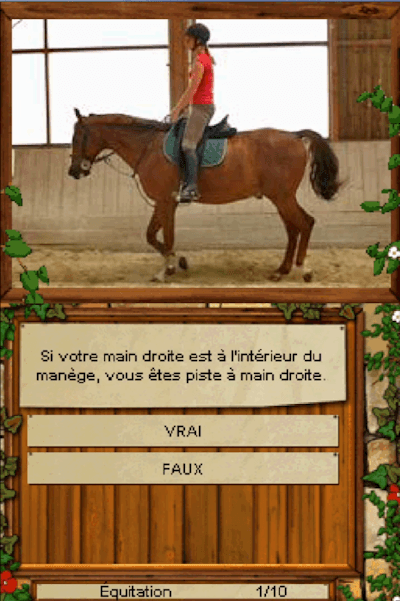 Si votre main droite est à l'intérieur du
manège, vous êtes piste à main droite.
VRAI
FAUX
Équitation 1/10